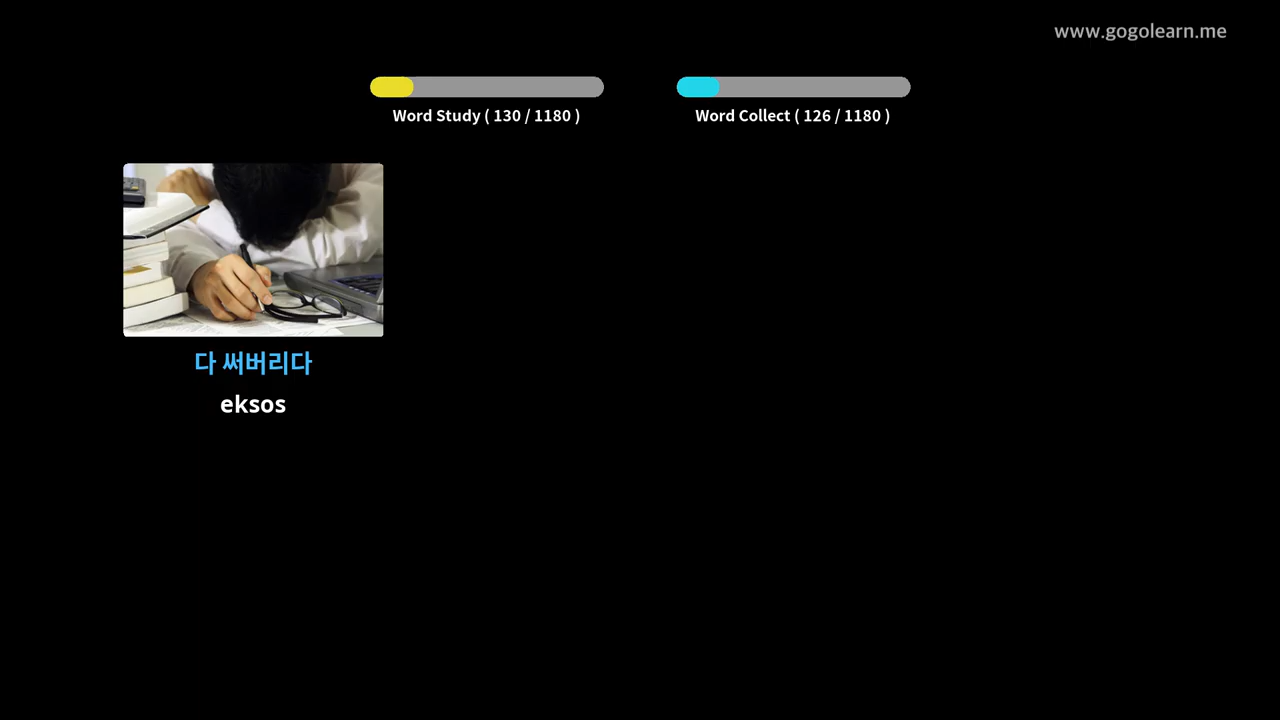 www.gogolearn.me
Word Study ( 130 / 1180 )
Word Collect ( 126 / 1180 )
다 써버리다
eksos